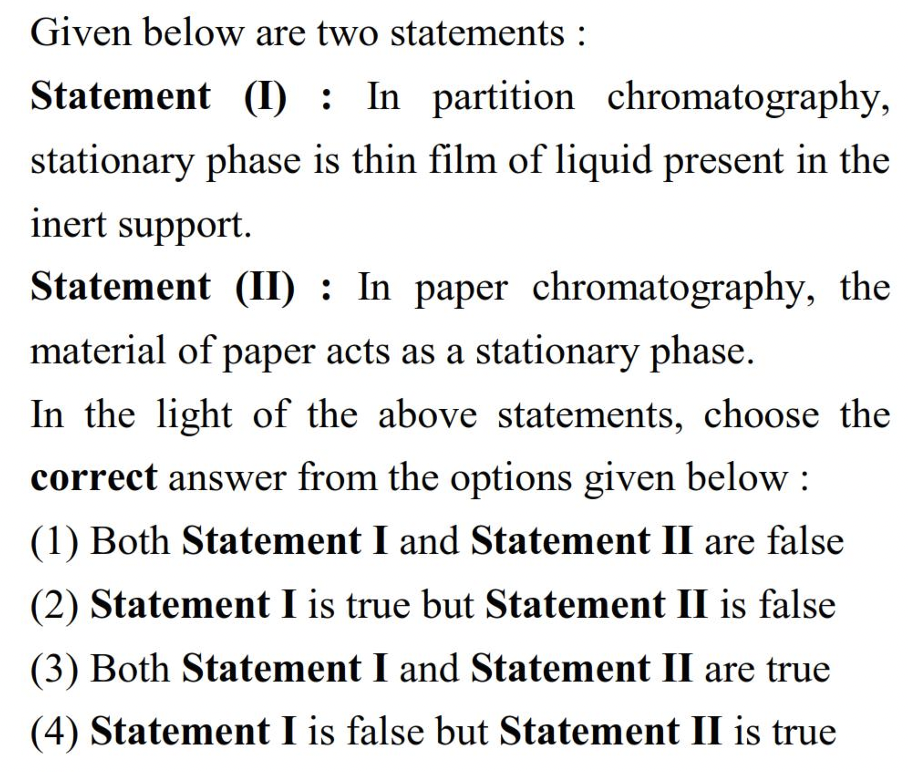 Given below are two statements :
Statement (I) : In partition chromatography,
stationary phase is thin film of liquid present in the
inert support.
Statement (II) : In paper chromatography, the
material of paper acts as a stationary phase.
In the light of the above statements, choose the
correct answer from the options given below :
(1) Both Statement I and Statement II are false
(2) Statement I is true but Statement II is false
(3) Both Statement I and Statement II are true
(4) Statement I is false but Statement II is true